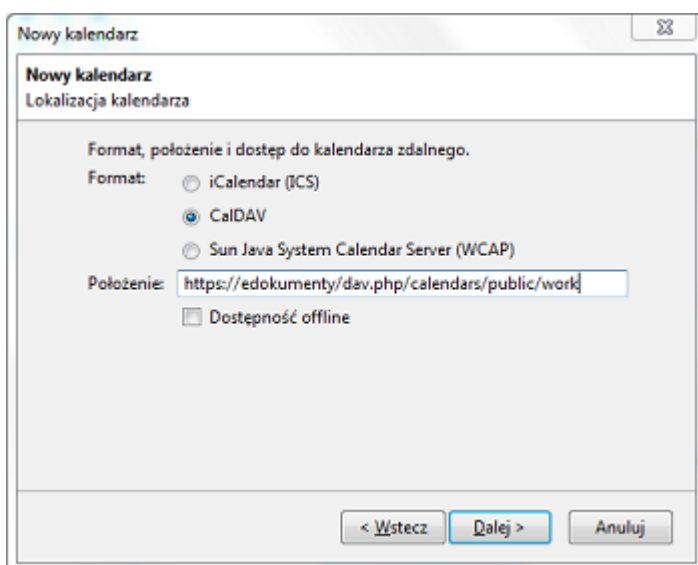 Nowy kalendarz
Nowy kalendarz
Lokalizacja kalendarza
Format, położenie i dostęp do kalendarza zdalnego.
Format:
iCalendar (ICS)
CalDAV
Sun Java System Calendar Server (WCAP)
Położenie: https://edokumenty/dav.php/calendars/public/work
Dostępność offline
< Wstecz Dalej > Anuluj